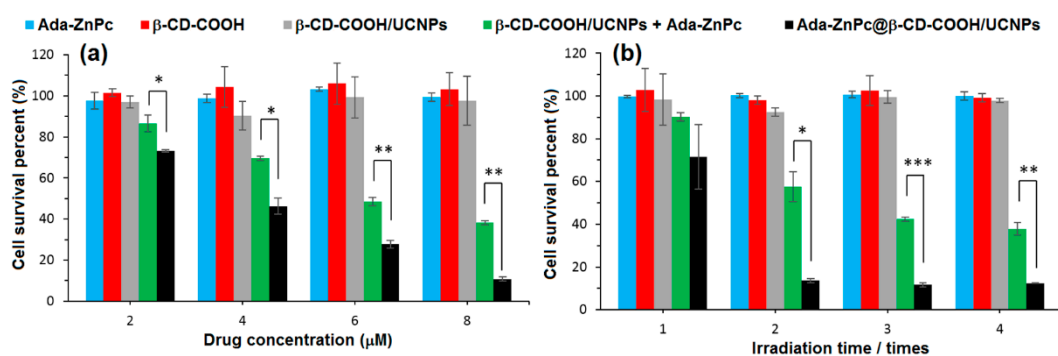 Ada-ZnPc β-CD-COOH β-CD-COOH/UCNPs β-CD-COOH/UCNPs + Ada-ZnPc Ada-ZnPc@β-CD-COOH/UCNPs
(a)
Cell survival percent (%)
120
100
80
60
40
20
0
* * ** **
2 4 6 8
Drug concentration (μM)
(b)
Cell survival percent (%)
120
100
80
60
40
20
0
* *** **
1 2 3 4
Irradiation time / times